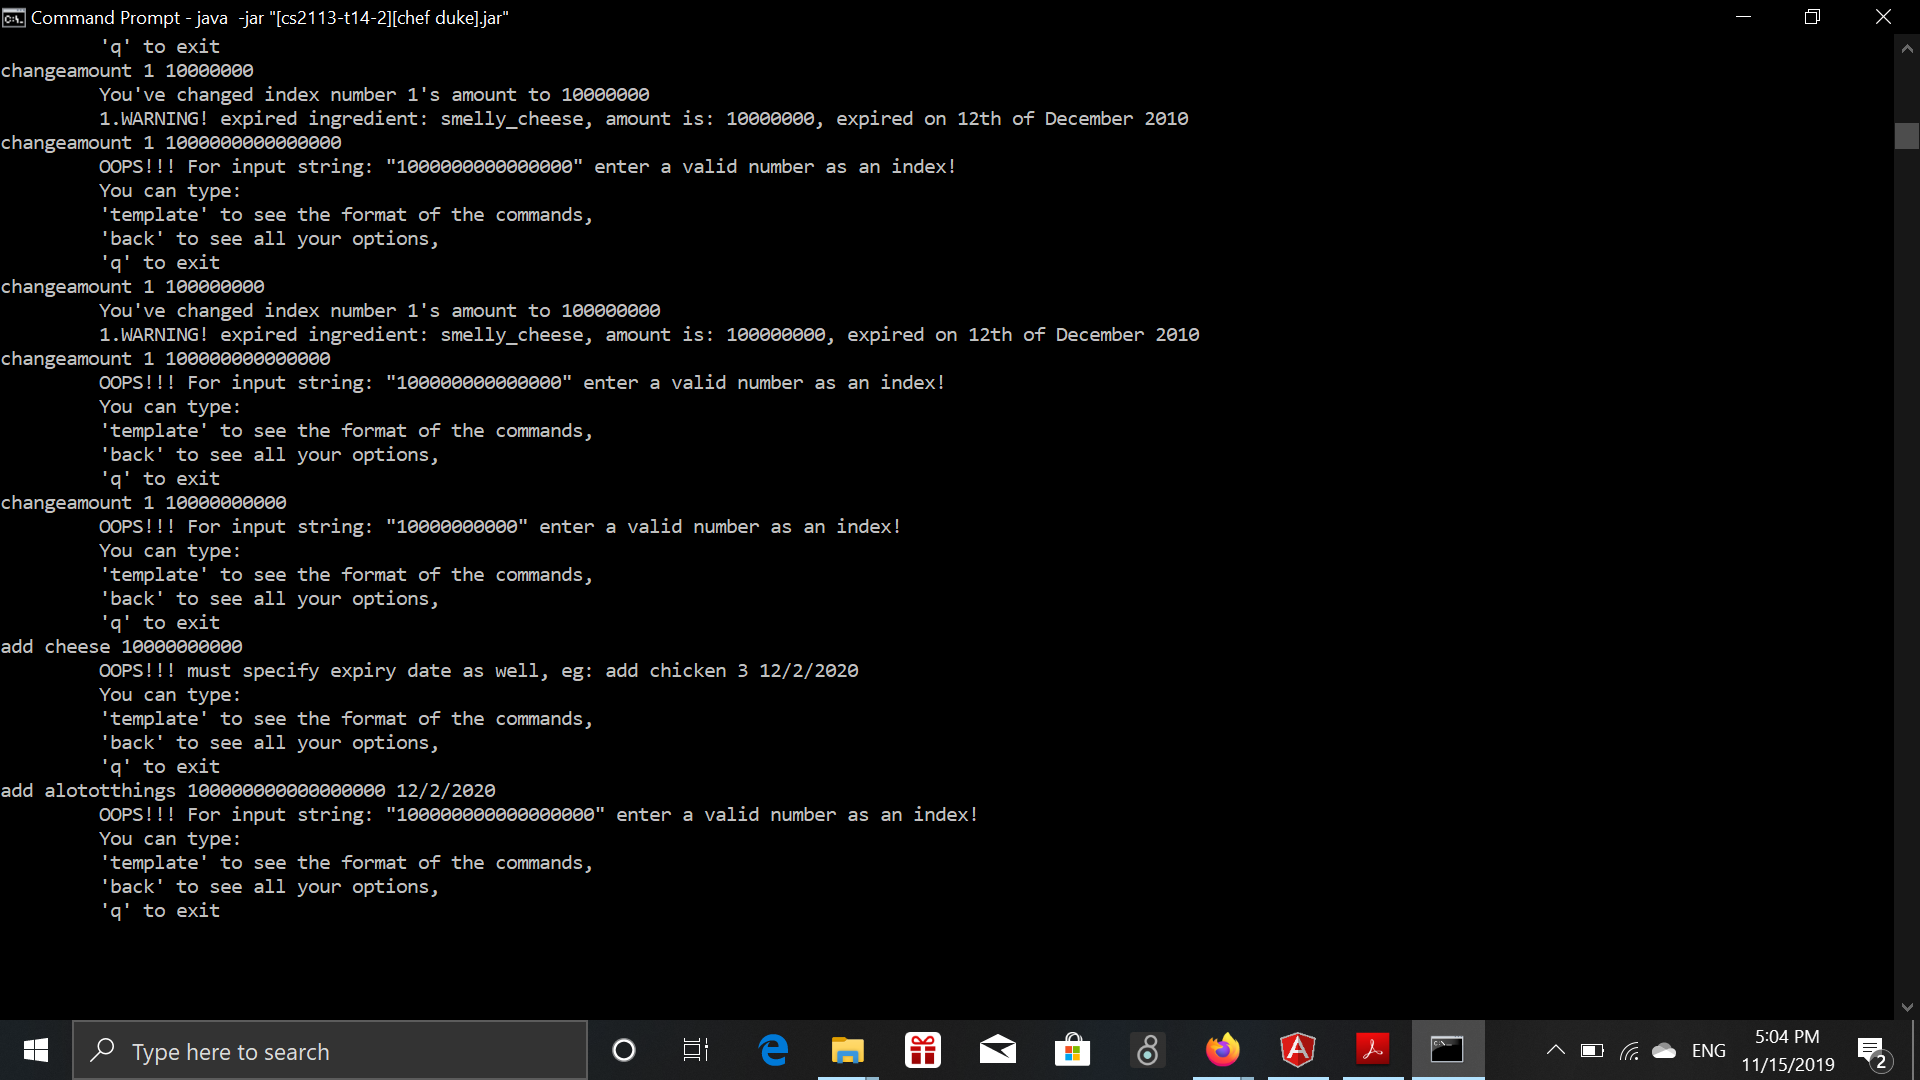 Command Prompt - java  -jar "[cs2113-t14-2][chef duke].jar"
'q' to exit
changeamount 1 10000000
You've changed index number 1's amount to 10000000
1.WARNING! expired ingredient: smelly_cheese, amount is: 10000000, expired on 12th of December 2010
changeamount 1 1000000000000000
OOPS!!! For input string: "1000000000000000" enter a valid number as an index!
You can type:
'template' to see the format of the commands,
'back' to see all your options,
'q' to exit
changeamount 1 100000000
You've changed index number 1's amount to 100000000
1.WARNING! expired ingredient: smelly_cheese, amount is: 100000000, expired on 12th of December 2010
changeamount 1 100000000000000
OOPS!!! For input string: "100000000000000" enter a valid number as an index!
You can type:
'template' to see the format of the commands,
'back' to see all your options,
'q' to exit
changeamount 1 10000000000
OOPS!!! For input string: "10000000000" enter a valid number as an index!
You can type:
'template' to see the format of the commands,
'back' to see all your options,
'q' to exit
add cheese 10000000000
OOPS!!! must specify expiry date as well, eg: add chicken 3 12/2/2020
You can type:
'template' to see the format of the commands,
'back' to see all your options,
'q' to exit
add alototthings 100000000000000000 12/2/2020
OOPS!!! For input string: "100000000000000000" enter a valid number as an index!
You can type:
'template' to see the format of the commands,
'back' to see all your options,
'q' to exit
Type here to search
ENG
5:04 PM
11/15/2019
2